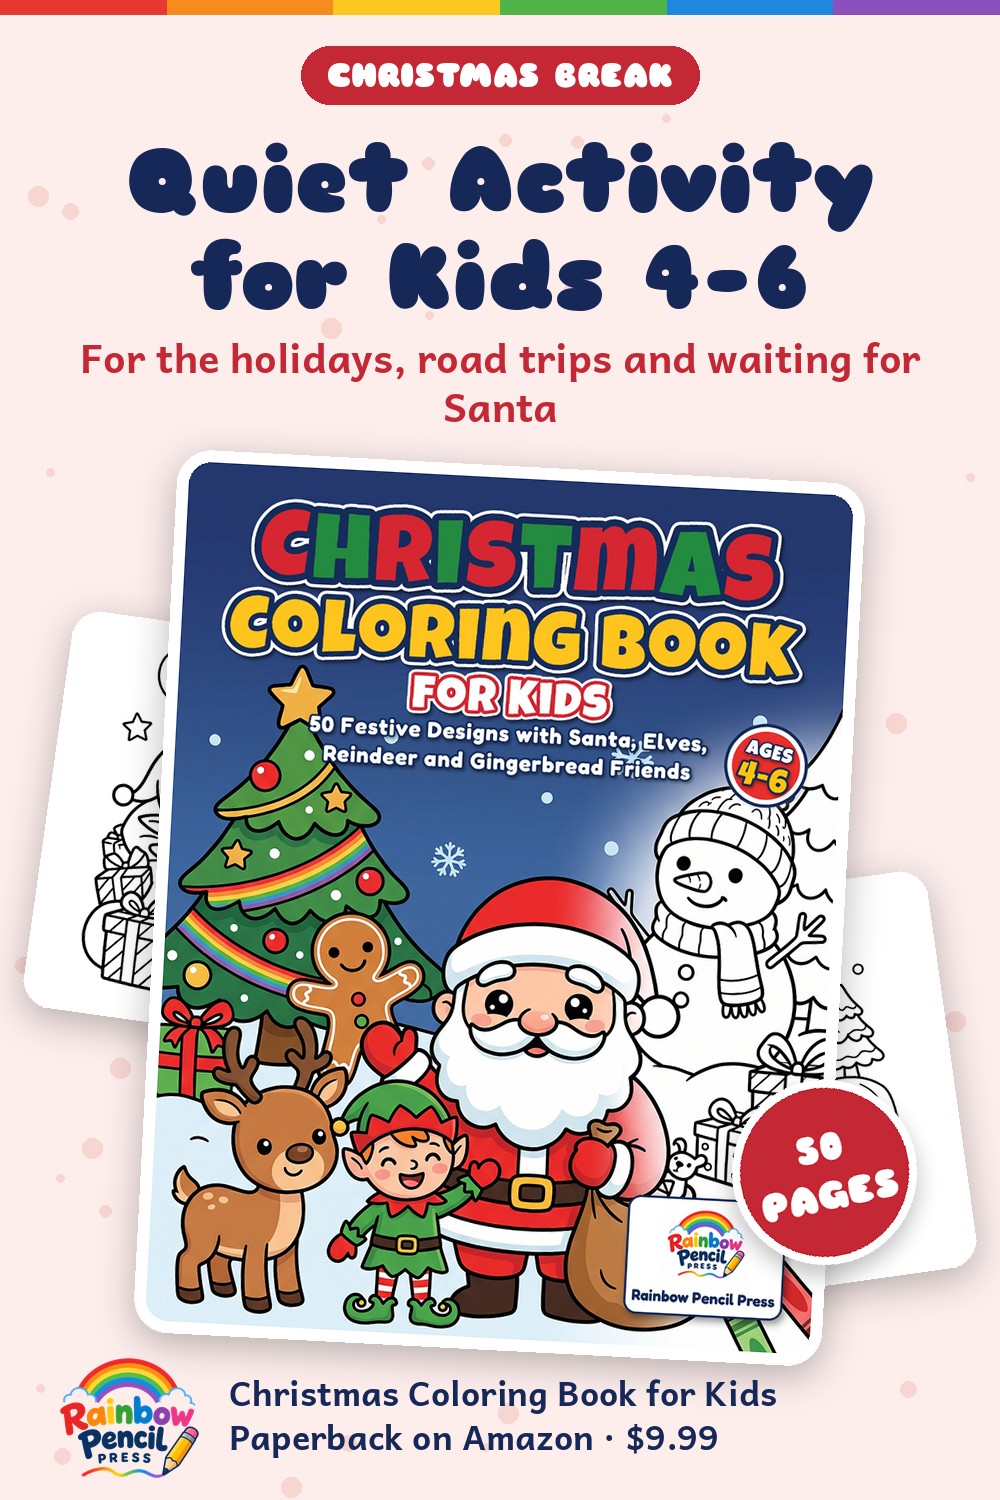 CHRISTMAS BREAK
Quiet Activity
for Kids 4-6
For the holidays, road trips and waiting for
Santa
CHRISTMAS
COLORING BOOK
FOR KIDS
50 Festive Designs with Santa, Elves,
Reindeer and Gingerbread Friends
AGES
4-6
50
PAGES
Rainbow
Pencil
PRESS
Rainbow Pencil Press
Rainbow
Pencil
PRESS
Christmas Coloring Book for Kids
Paperback on Amazon · $9.99